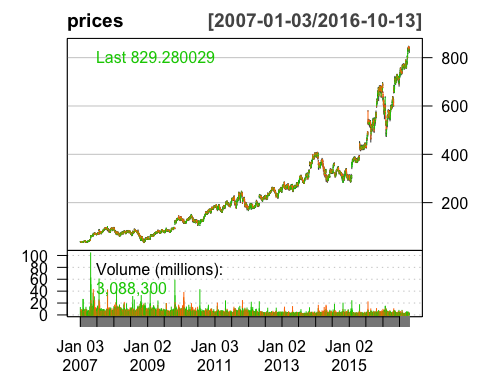 prices [2007-01-03/2016-10-13]
Last 829.280029
800
600
400
200
Volume (millions):
3,088,300
100
80
60
40
20
0
Jan 03 2007
Jan 02 2009
Jan 03 2011
Jan 02 2013
Jan 02 2015